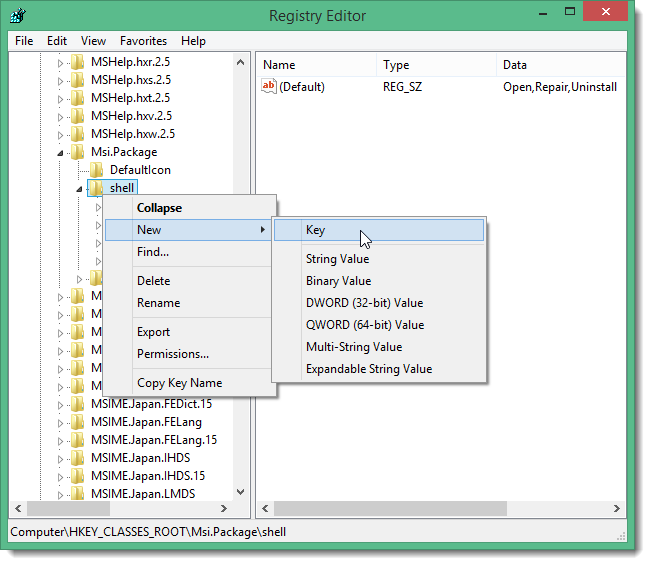 Registry Editor
File Edit View Favorites Help
MSHelp.hxr.2.5
MSHelp.hxs.2.5
MSHelp.hxt.2.5
MSHelp.hxv.2.5
MSHelp.hxw.2.5
Msi.Package
DefaultIcon
shell
Collapse
New
Find...
Delete
Rename
Export
Permissions...
Copy Key Name
Key
String Value
Binary Value
DWORD (32-bit) Value
QWORD (64-bit) Value
Multi-String Value
Expandable String Value
MSIME.Japan.FEDict.15
MSIME.Japan.FELang
MSIME.Japan.FELang.15
MSIME.Japan.IHDS
MSIME.Japan.IHDS.15
MSIME.Japan.LMDS
Name Type Data
ab (Default) REG_SZ Open,Repair,Uninstall
Computer\HKEY_CLASSES_ROOT\Msi.Package\shell